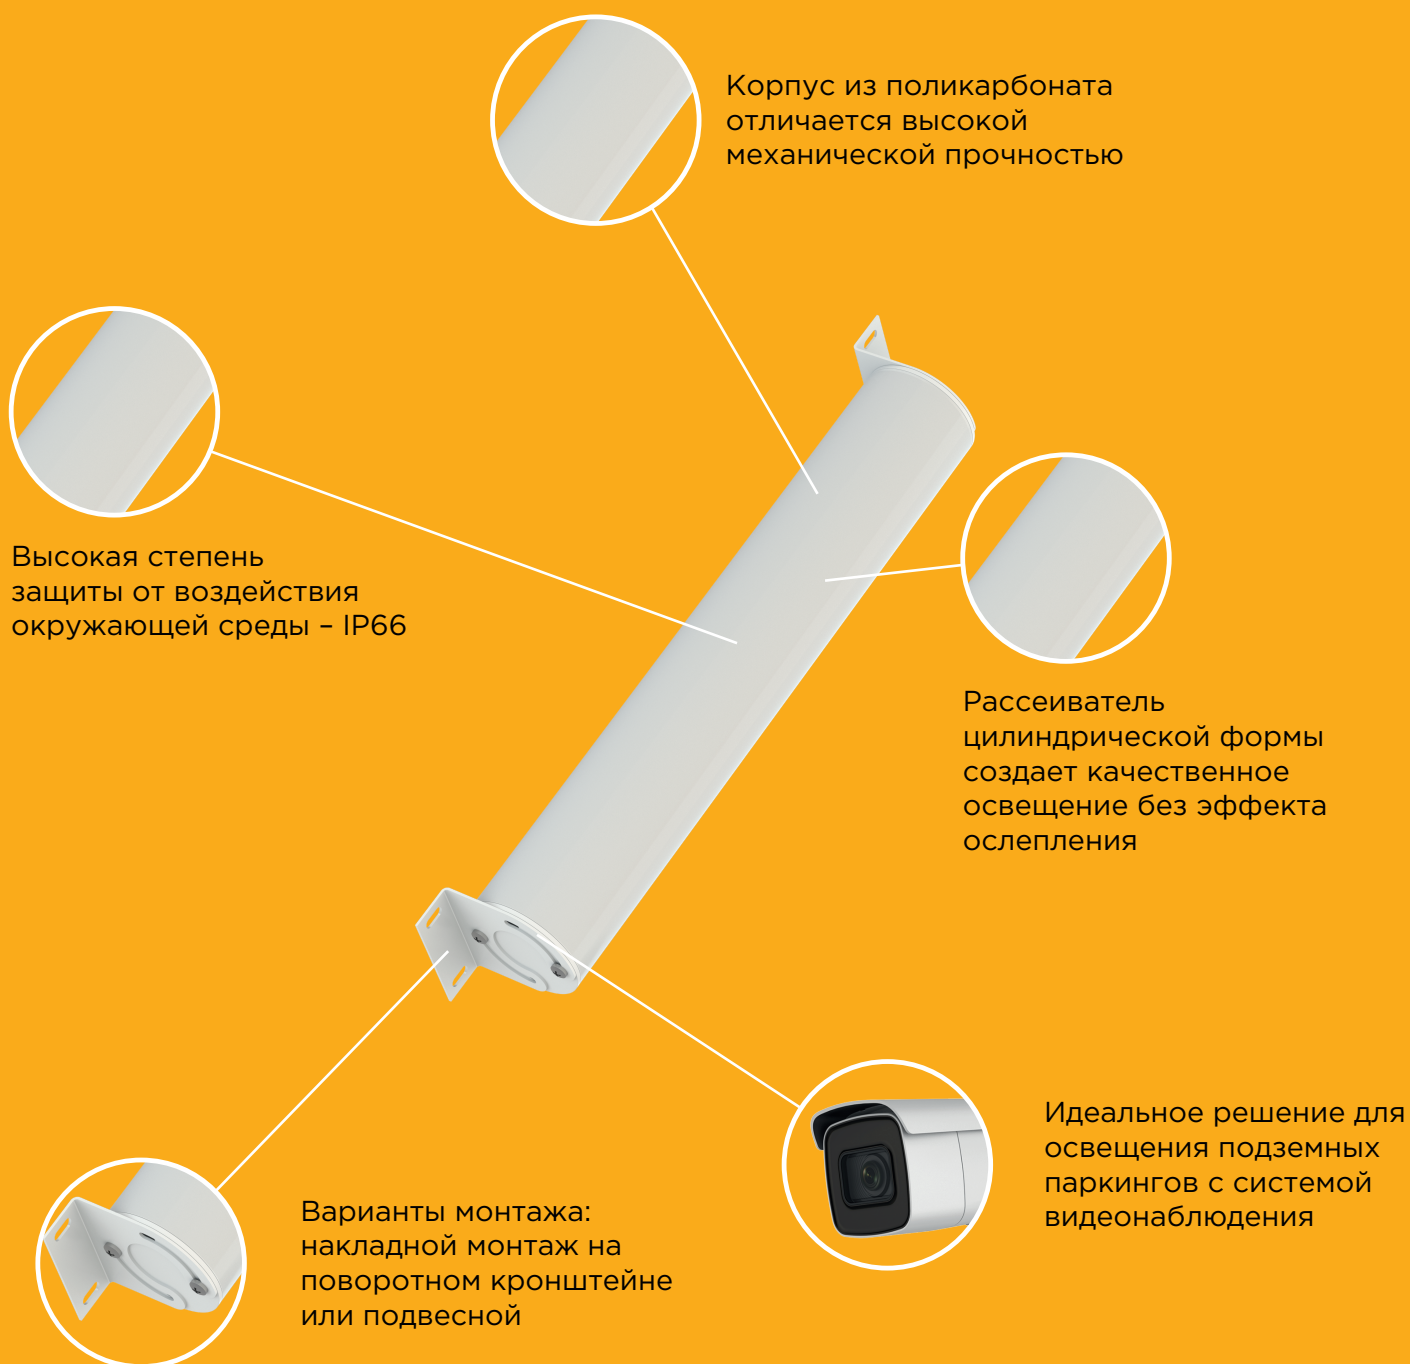 Корпус из поликарбоната
отличается высокой
механической прочностью
Высокая степень
защиты от воздействия
окружающей среды – IP66
Рассеиватель
цилиндрической формы
создает качественное
освещение без эффекта
ослепления
Идеальное решение для
освещения подземных
паркингов с системой
видеонаблюдения
Варианты монтажа:
накладной монтаж на
поворотном кронштейне
или подвесной